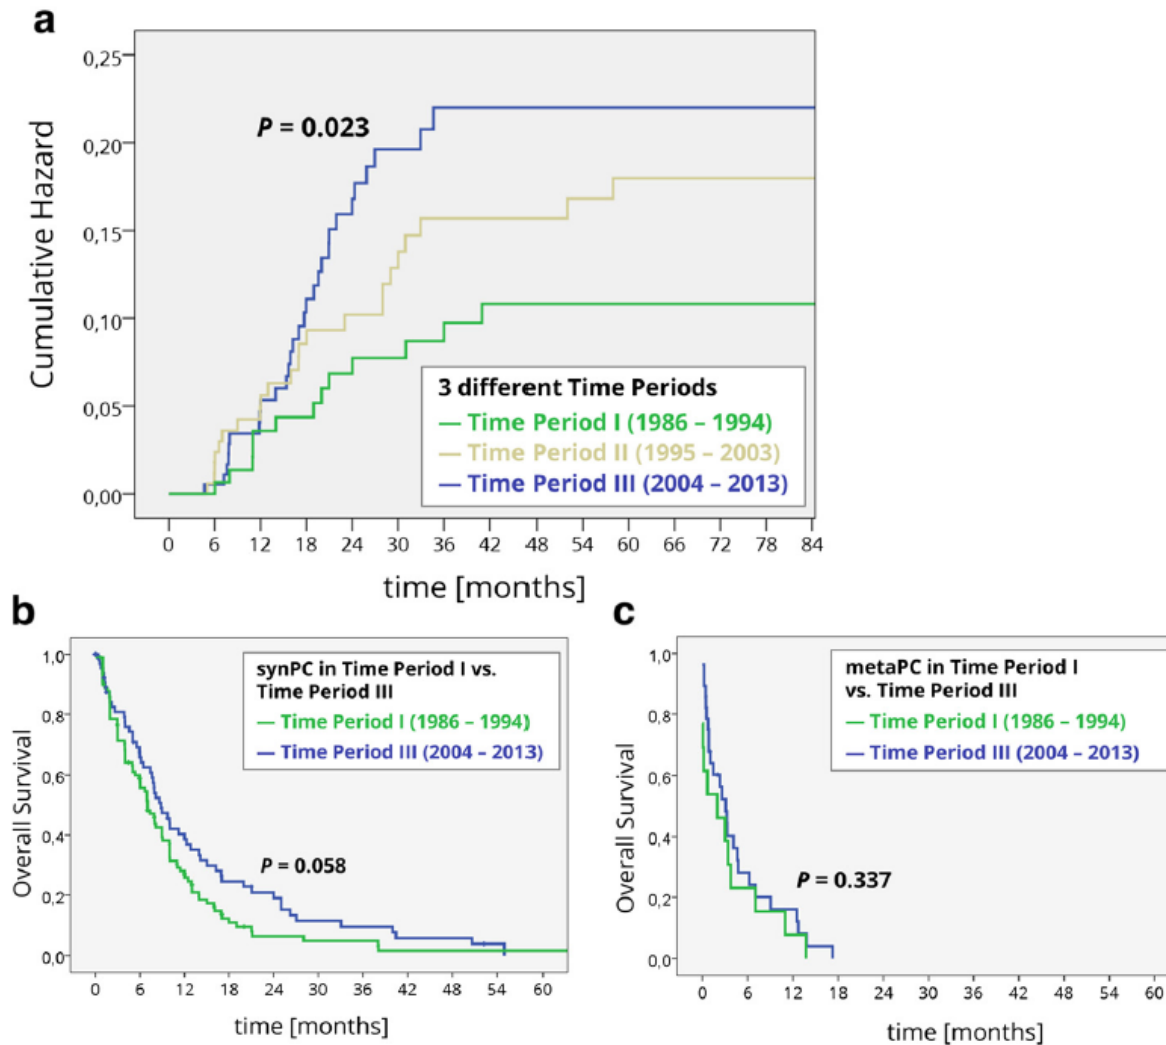 a
Cumulative Hazard
0,25
0,20
0,15
0,10
0,05
0,00
P = 0.023
3 different Time Periods
Time Period I (1986 – 1994)
Time Period II (1995 – 2003)
Time Period III (2004 – 2013)
0 6 12 18 24 30 36 42 48 54 60 66 72 78 84
time [months]
b
Overall Survival
1,0
0,8
0,6
0,4
0,2
0,0
synPC in Time Period I vs.
Time Period III
Time Period I (1986 – 1994)
Time Period III (2004 – 2013)
P = 0.058
0 6 12 18 24 30 36 42 48 54 60
time [months]
c
Overall Survival
1,0
0,8
0,6
0,4
0,2
0,0
metaPC in Time Period I
vs. Time Period III
Time Period I (1986 – 1994)
Time Period III (2004 – 2013)
P = 0.337
0 6 12 18 24 30 36 42 48 54 60
time [months]